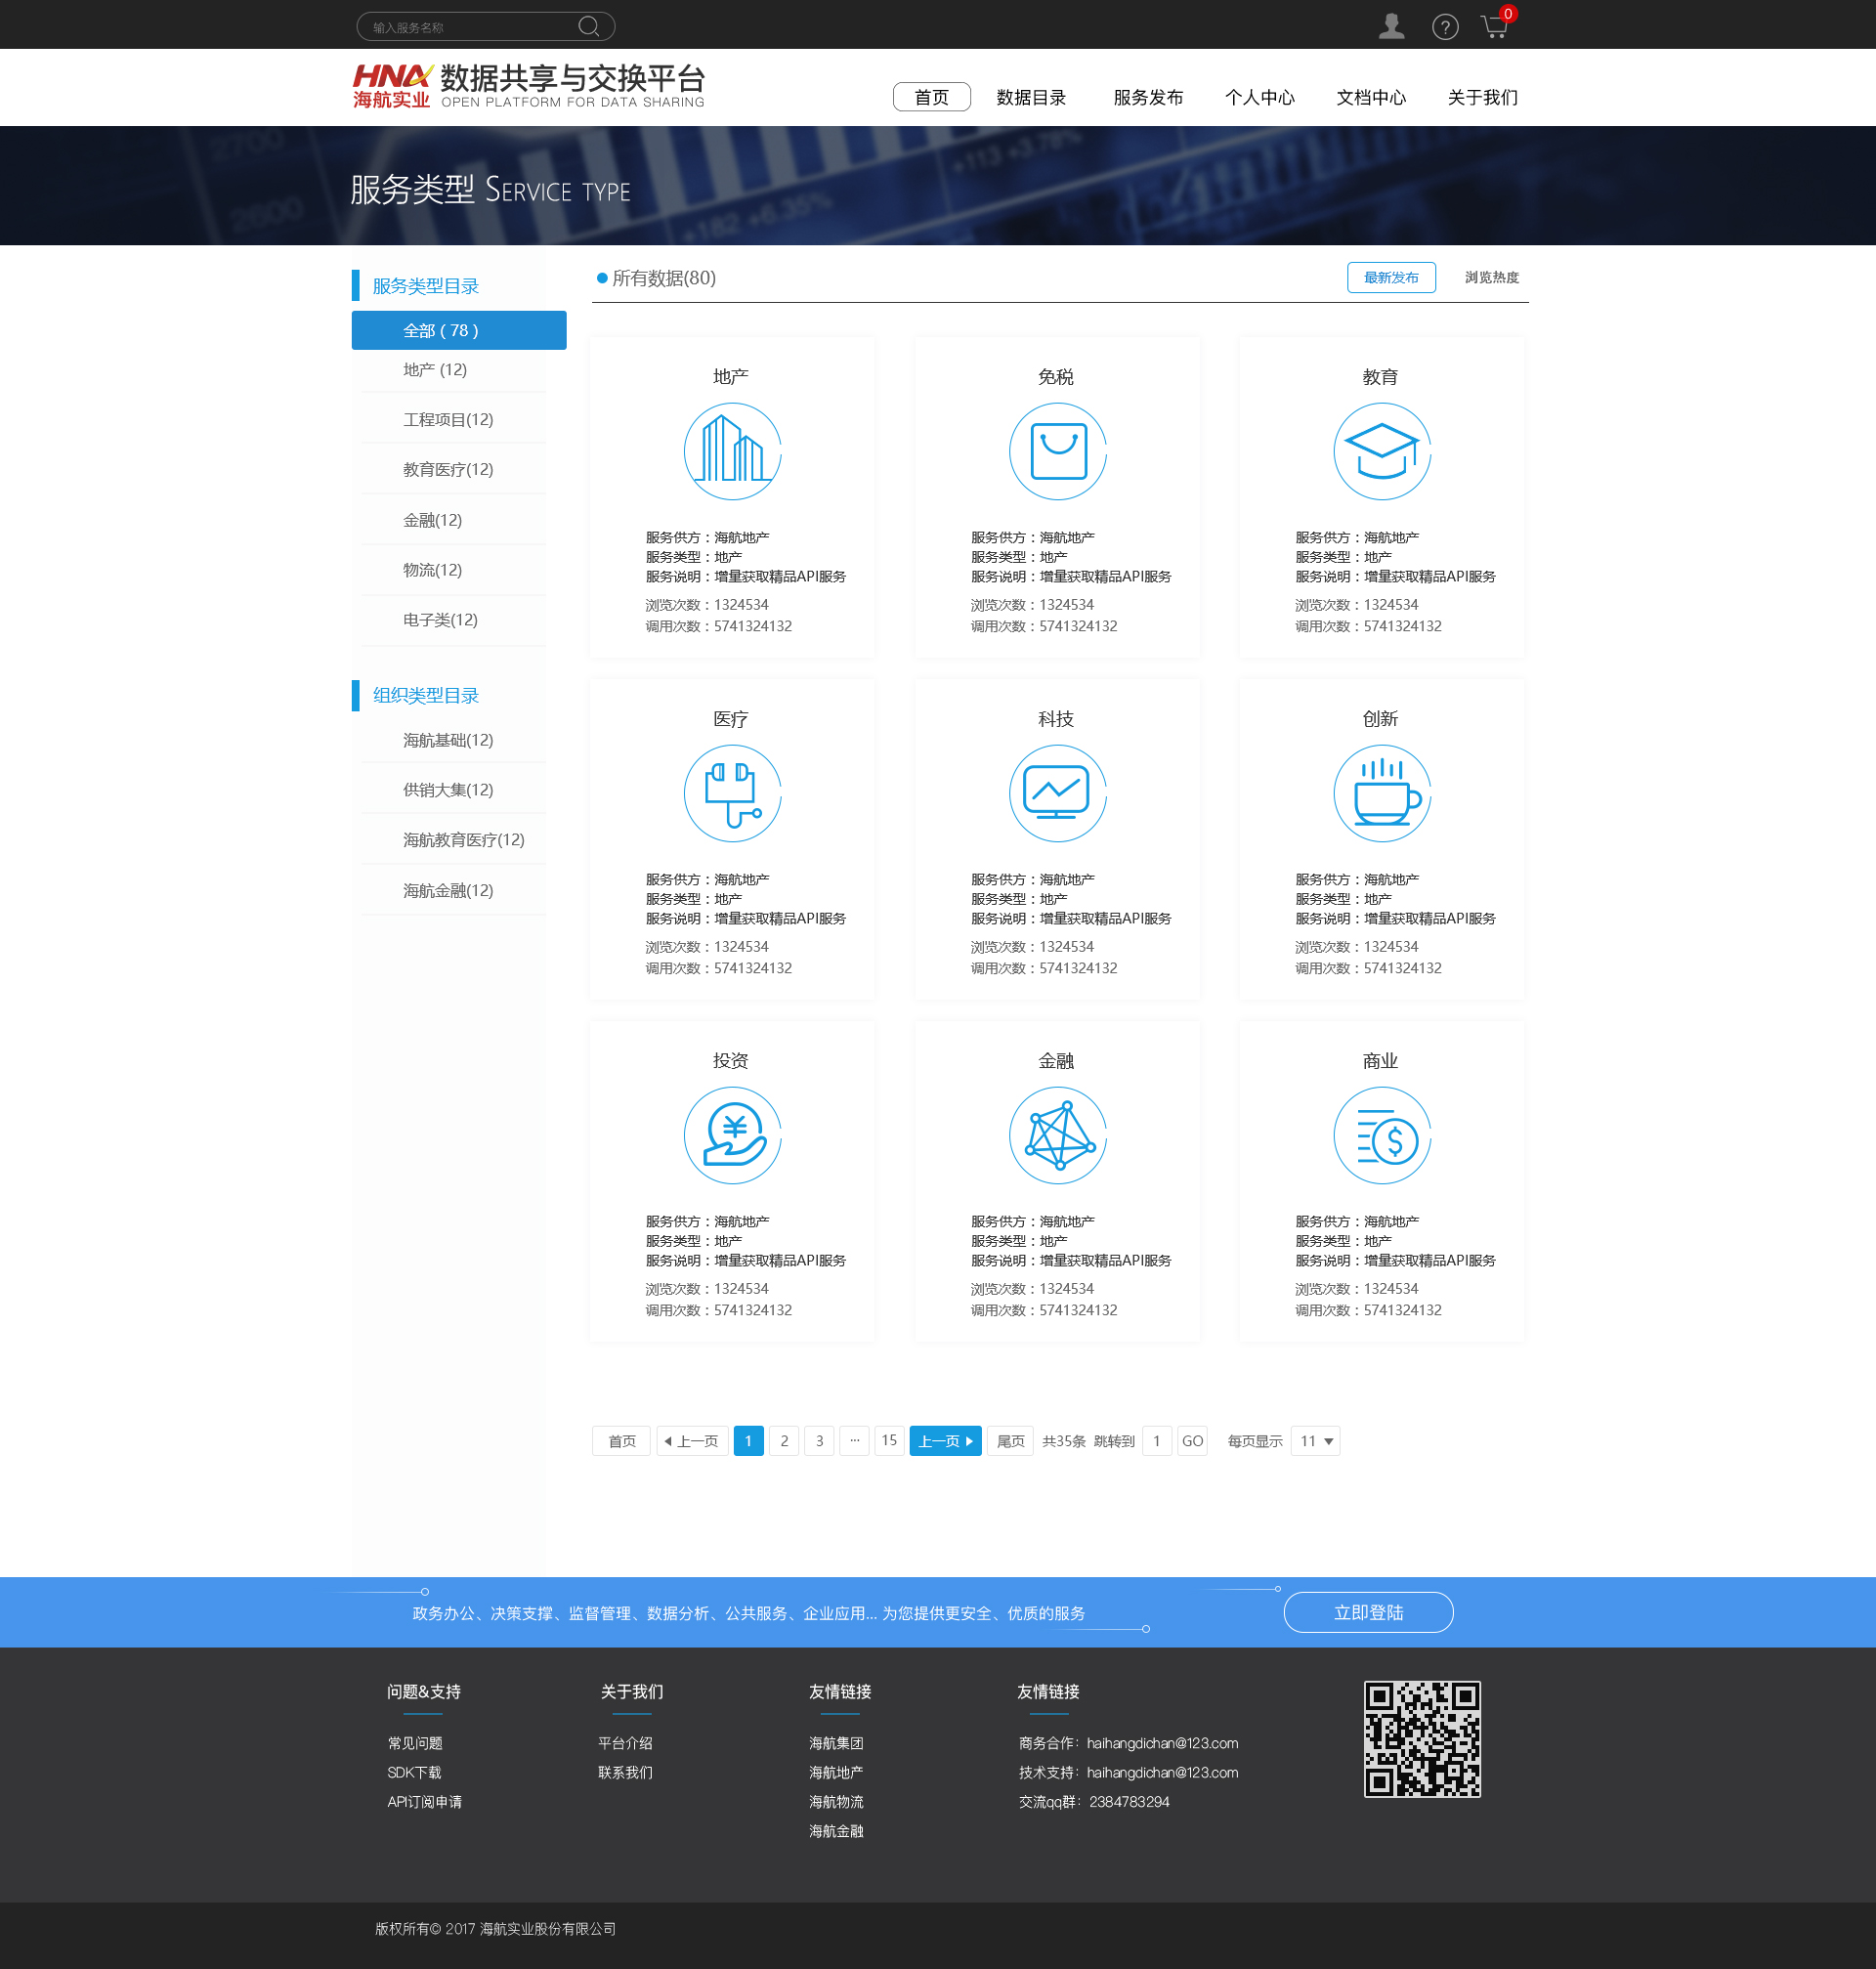 输入服务名称
0
HNA 海航实业
数据共享与交换平台
OPEN PLATFORM FOR DATA SHARING
首页 数据目录 服务发布 个人中心 文档中心 关于我们
2700
2600
+113 +3.78%
+182 +6.35%
服务类型 SERVICE TYPE
服务类型目录
全部 ( 78 )
地产 (12)
工程项目(12)
教育医疗(12)
金融(12)
物流(12)
电子类(12)
组织类型目录
海航基础(12)
供销大集(12)
海航教育医疗(12)
海航金融(12)
所有数据(80)
最新发布 浏览热度
地产
服务供方：海航地产
服务类型：地产
服务说明：增量获取精品API服务
浏览次数：1324534
调用次数：5741324132
免税
服务供方：海航地产
服务类型：地产
服务说明：增量获取精品API服务
浏览次数：1324534
调用次数：5741324132
教育
服务供方：海航地产
服务类型：地产
服务说明：增量获取精品API服务
浏览次数：1324534
调用次数：5741324132
医疗
服务供方：海航地产
服务类型：地产
服务说明：增量获取精品API服务
浏览次数：1324534
调用次数：5741324132
科技
服务供方：海航地产
服务类型：地产
服务说明：增量获取精品API服务
浏览次数：1324534
调用次数：5741324132
创新
服务供方：海航地产
服务类型：地产
服务说明：增量获取精品API服务
浏览次数：1324534
调用次数：5741324132
投资
服务供方：海航地产
服务类型：地产
服务说明：增量获取精品API服务
浏览次数：1324534
调用次数：5741324132
金融
服务供方：海航地产
服务类型：地产
服务说明：增量获取精品API服务
浏览次数：1324534
调用次数：5741324132
商业
服务供方：海航地产
服务类型：地产
服务说明：增量获取精品API服务
浏览次数：1324534
调用次数：5741324132
首页 上一页 1 2 3 ... 15 上一页 尾页 共35条 跳转到 1 GO 每页显示 11
政务办公、决策支撑、监督管理、数据分析、公共服务、企业应用... 为您提供更安全、优质的服务
立即登陆
问题&支持
常见问题
SDK下载
API订阅申请
关于我们
平台介绍
联系我们
友情链接
海航集团
海航地产
海航物流
海航金融
友情链接
商务合作：haihangdichan@123.com
技术支持：haihangdichan@123.com
交流qq群：2384783294
版权所有© 2017 海航实业股份有限公司